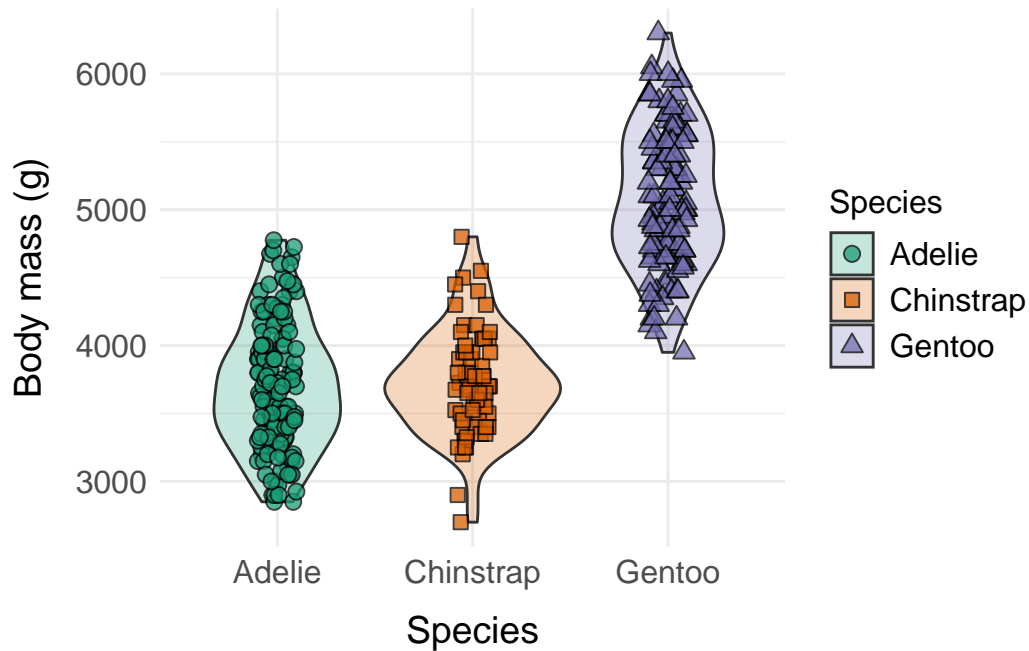 Body mass (g)
6000
5000
4000
3000
Adelie Chinstrap Gentoo
Species
Species
Adelie
Chinstrap
Gentoo